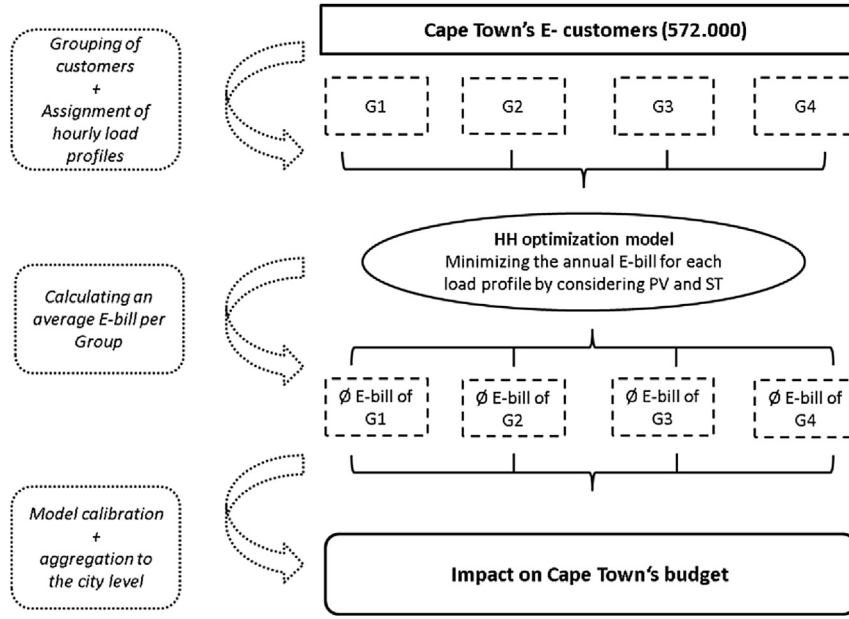 Grouping of
customers
+
Assignment of
hourly load
profiles
Cape Town's E- customers (572.000)
G1
G2
G3
G4
HH optimization model
Minimizing the annual E-bill for each
load profile by considering PV and ST
Calculating an
average E-bill per
Group
Ø E-bill of
G1
Ø E-bill of
G2
Ø E-bill of
G3
Ø E-bill of
G4
Model calibration
+
aggregation to
the city level
Impact on Cape Town's budget